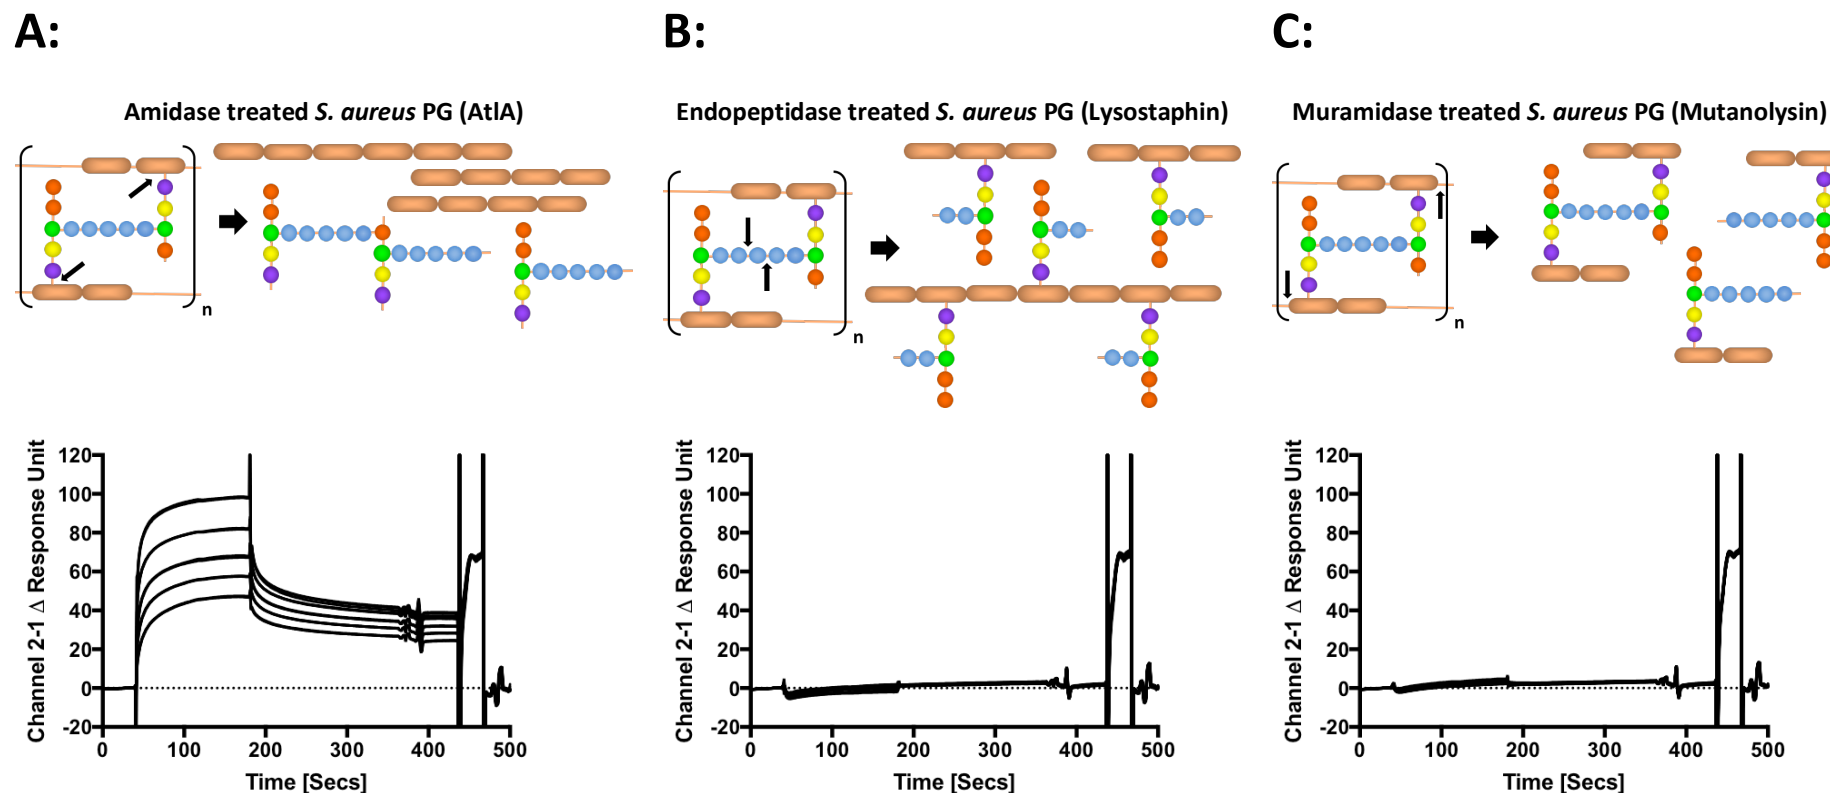 A:
B:
C:
Amidase treated S. aureus PG (AtlA)
Endopeptidase treated S. aureus PG (Lysostaphin)
Muramidase treated S. aureus PG (Mutanolysin)
n
n
n
Channel 2-1 Δ Response Unit
120
100
80
60
40
20
0
-20
0
100
200
300
400
500
Time [Secs]
Channel 2-1 Δ Response Unit
120
100
80
60
40
20
0
-20
0
100
200
300
400
500
Time [Secs]
Channel 2-1 Δ Response Unit
120
100
80
60
40
20
0
-20
0
100
200
300
400
500
Time [Secs]